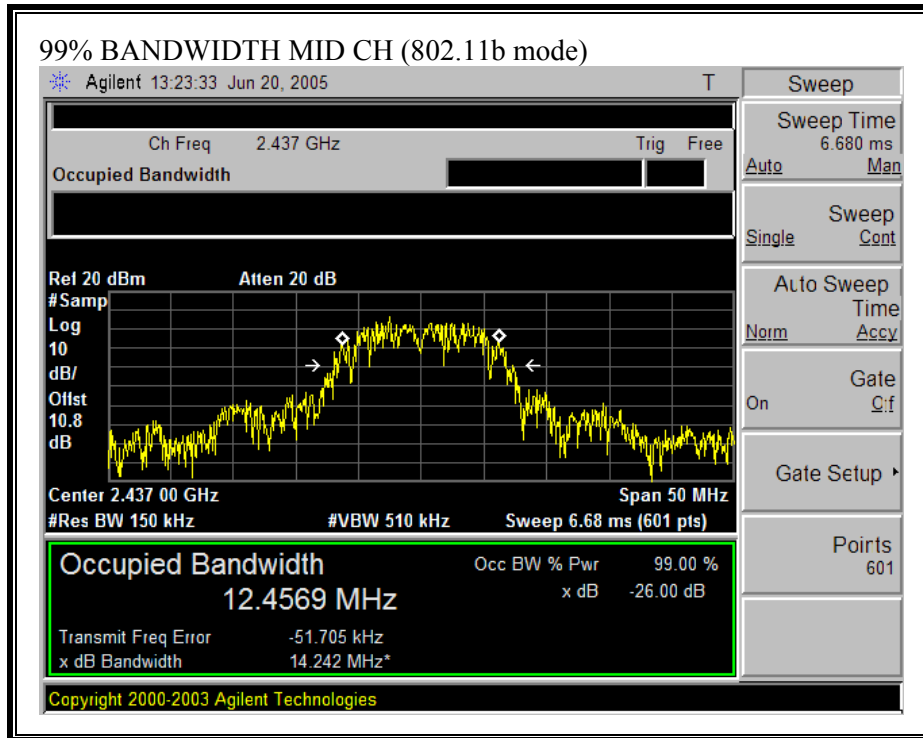 99% BANDWIDTH MID CH (802.11b mode)
Agilent 13:23:33 Jun 20, 2005 T
Ch Freq 2.437 GHz Trig Free
Occupied Bandwidth
Ref 20 dBm Atten 20 dB
#Samp
Log
10
dB/
Offst
10.8
dB
Center 2.437 00 GHz Span 50 MHz
#Res BW 150 kHz #VBW 510 kHz Sweep 6.68 ms (601 pts)
Occupied Bandwidth
12.4569 MHz
Occ BW % Pwr 99.00 %
x dB -26.00 dB
Transmit Freq Error -51.705 kHz
x dB Bandwidth 14.242 MHz*
Copyright 2000-2003 Agilent Technologies
Sweep
Sweep Time
6.680 ms
Auto Man
Sweep
Single Cont
Auto Sweep
Time
Norm Accy
Gate
On Off
Gate Setup
Points
601